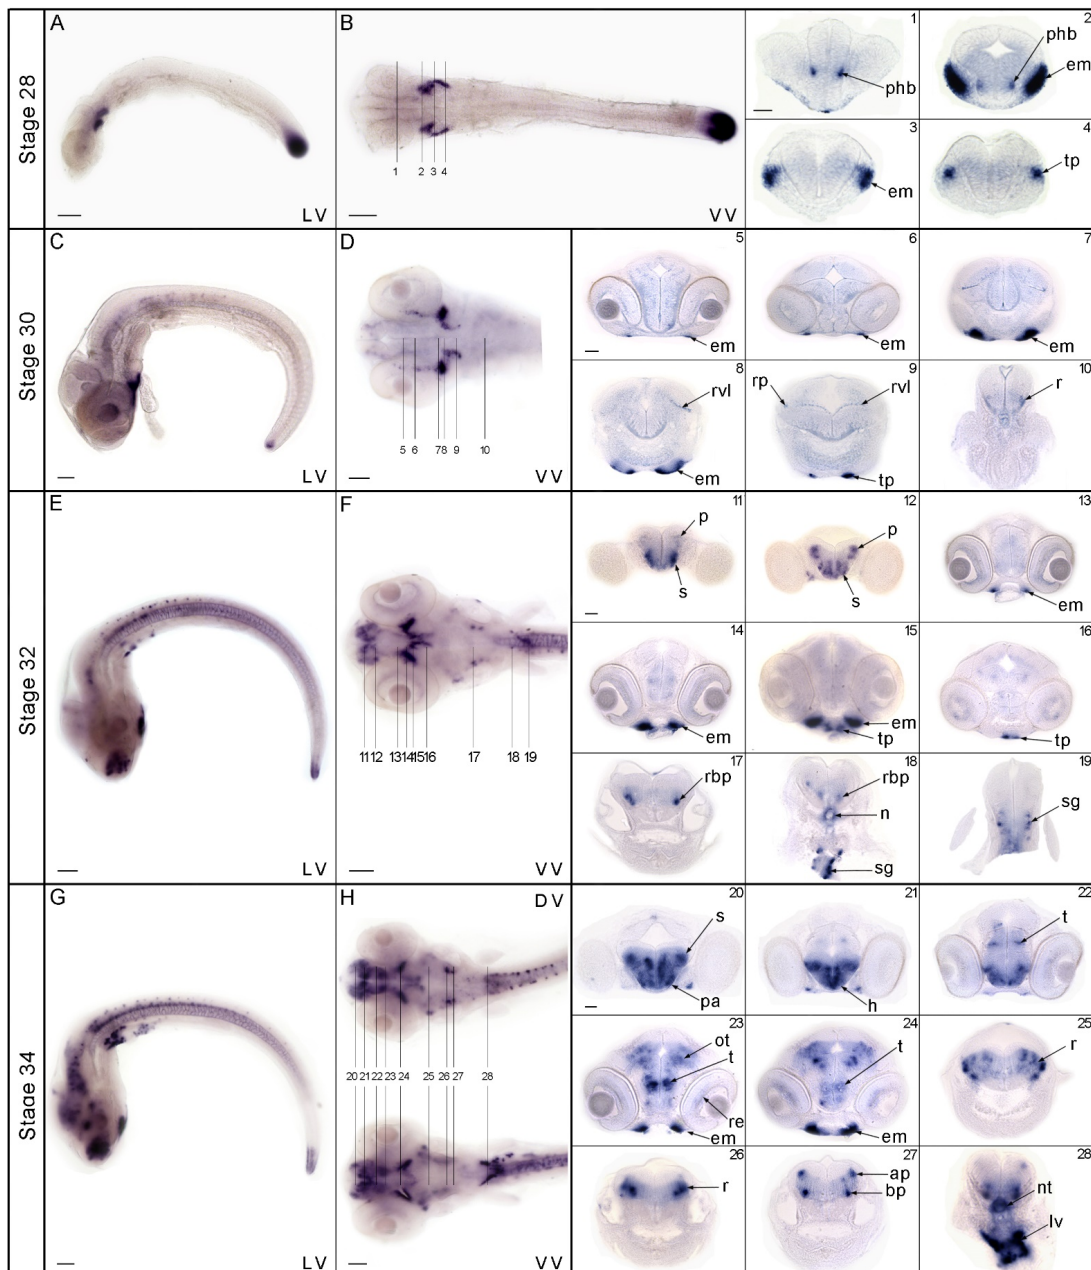 Stage 28
A
LV
B
1 2 3 4
VV
1
phb
2
phb
em
3
em
4
tp
Stage 30
C
LV
D
5 6 7 8 9 10
VV
5
em
6
em
7
em
8
rvl
em
9
rp
rvl
tp
10
r
Stage 32
E
LV
F
11 12 13 14 15 16 17 18 19
VV
11
p
s
12
p
s
13
em
14
em
15
em
tp
16
tp
17
rbp
18
rbp
n
sg
19
sg
Stage 34
G
LV
H
DV
20 21 22 23 24 25 26 27 28
VV
20
s
pa
21
h
22
t
23
ot
t
re
em
24
t
em
25
r
26
r
27
ap
bp
28
nt
lv